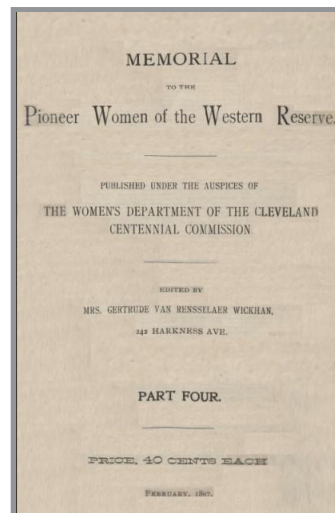 MEMORIAL
TO THE
Pioneer Women of the Western Reserve.
PUBLISHED UNDER THE AUSPICES OF
THE WOMEN'S DEPARTMENT OF THE CLEVELAND
CENTENNIAL COMMISSION
EDITED BY
MRS. GERTRUDE VAN RENSSELAER WICKHAN,
242 HARKNESS AVE.
PART FOUR.
PRICE, 40 CENTS EACH
FEBRUARY, 1897.